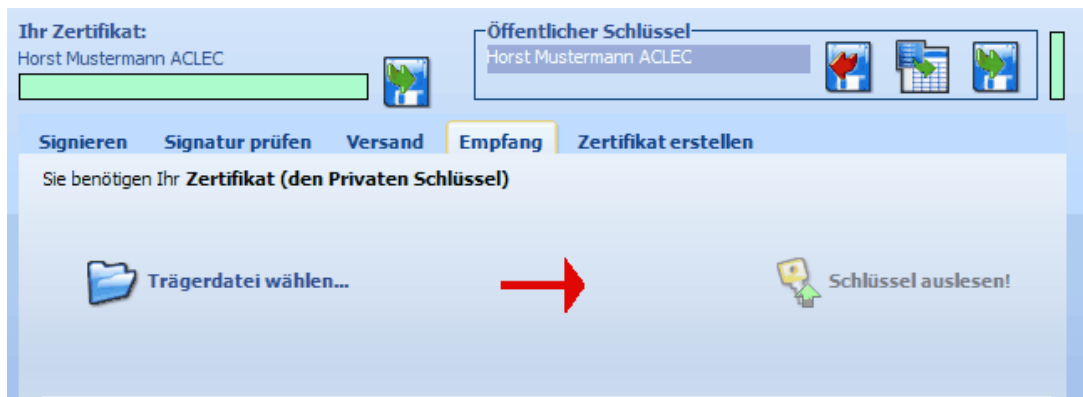 Ihr Zertifikat:
Horst Mustermann ACLEC
Öffentlicher Schlüssel
Horst Mustermann ACLEC
Signieren Signatur prüfen Versand Empfang Zertifikat erstellen
Sie benötigen Ihr Zertifikat (den Privaten Schlüssel)
Trägerdatei wählen... Schlüssel auslesen!